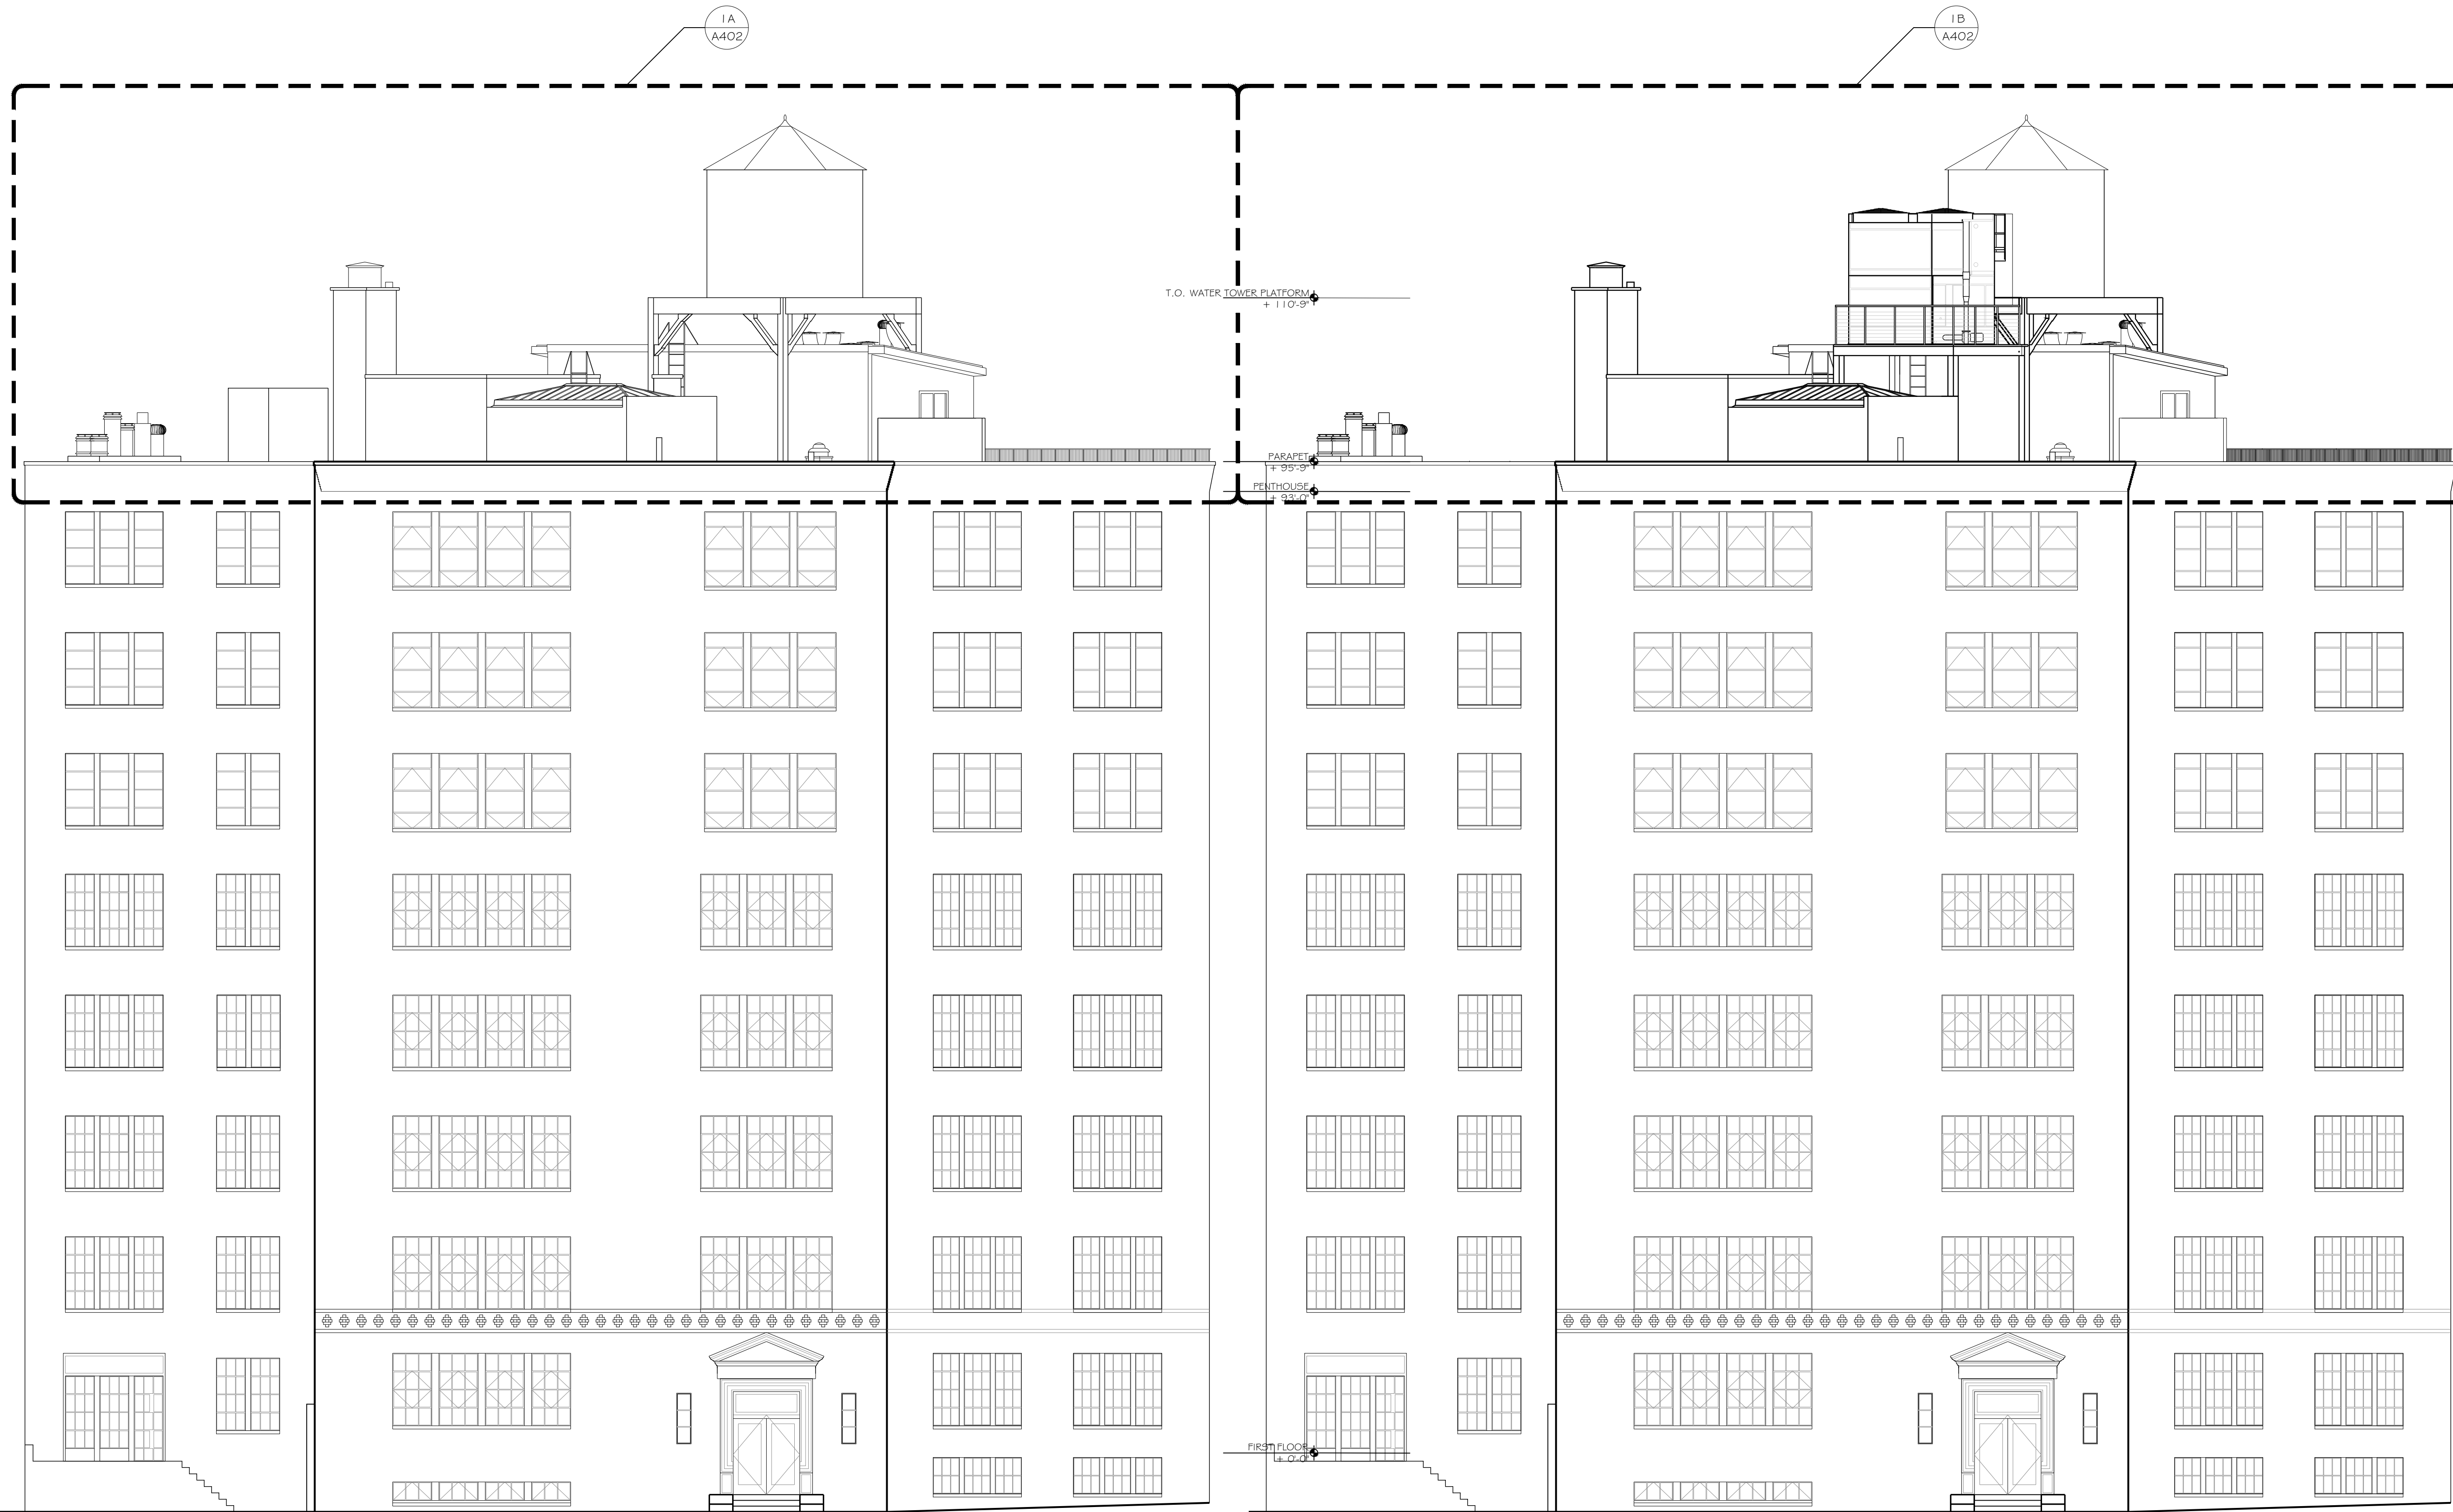 1A
A402
1B
A402
T.O. WATER TOWER PLATFORM
+ 110'-9"
PARAPET
+ 95'-9"
PENTHOUSE
+ 93'-0"
FIRST FLOOR
+ 0'-0"